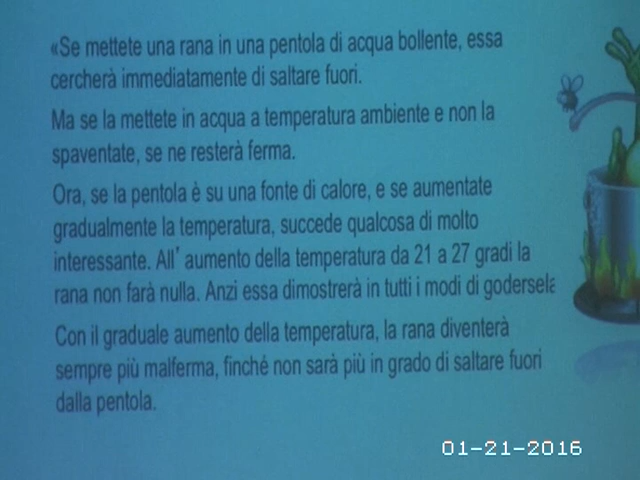 «Se mettete una rana in una pentola di acqua bollente, essa
cercherà immediatamente di saltare fuori.
Ma se la mettete in acqua a temperatura ambiente e non la
spaventate, se ne resterà ferma.
Ora, se la pentola è su una fonte di calore, e se aumentate
gradualmente la temperatura, succede qualcosa di molto
interessante. All' aumento della temperatura da 21 a 27 gradi la
rana non farà nulla. Anzi essa dimostrerà in tutti i modi di godersela
Con il graduale aumento della temperatura, la rana diventerà
sempre più malferma, finché non sarà più in grado di saltare fuori
dalla pentola.
01-21-2016